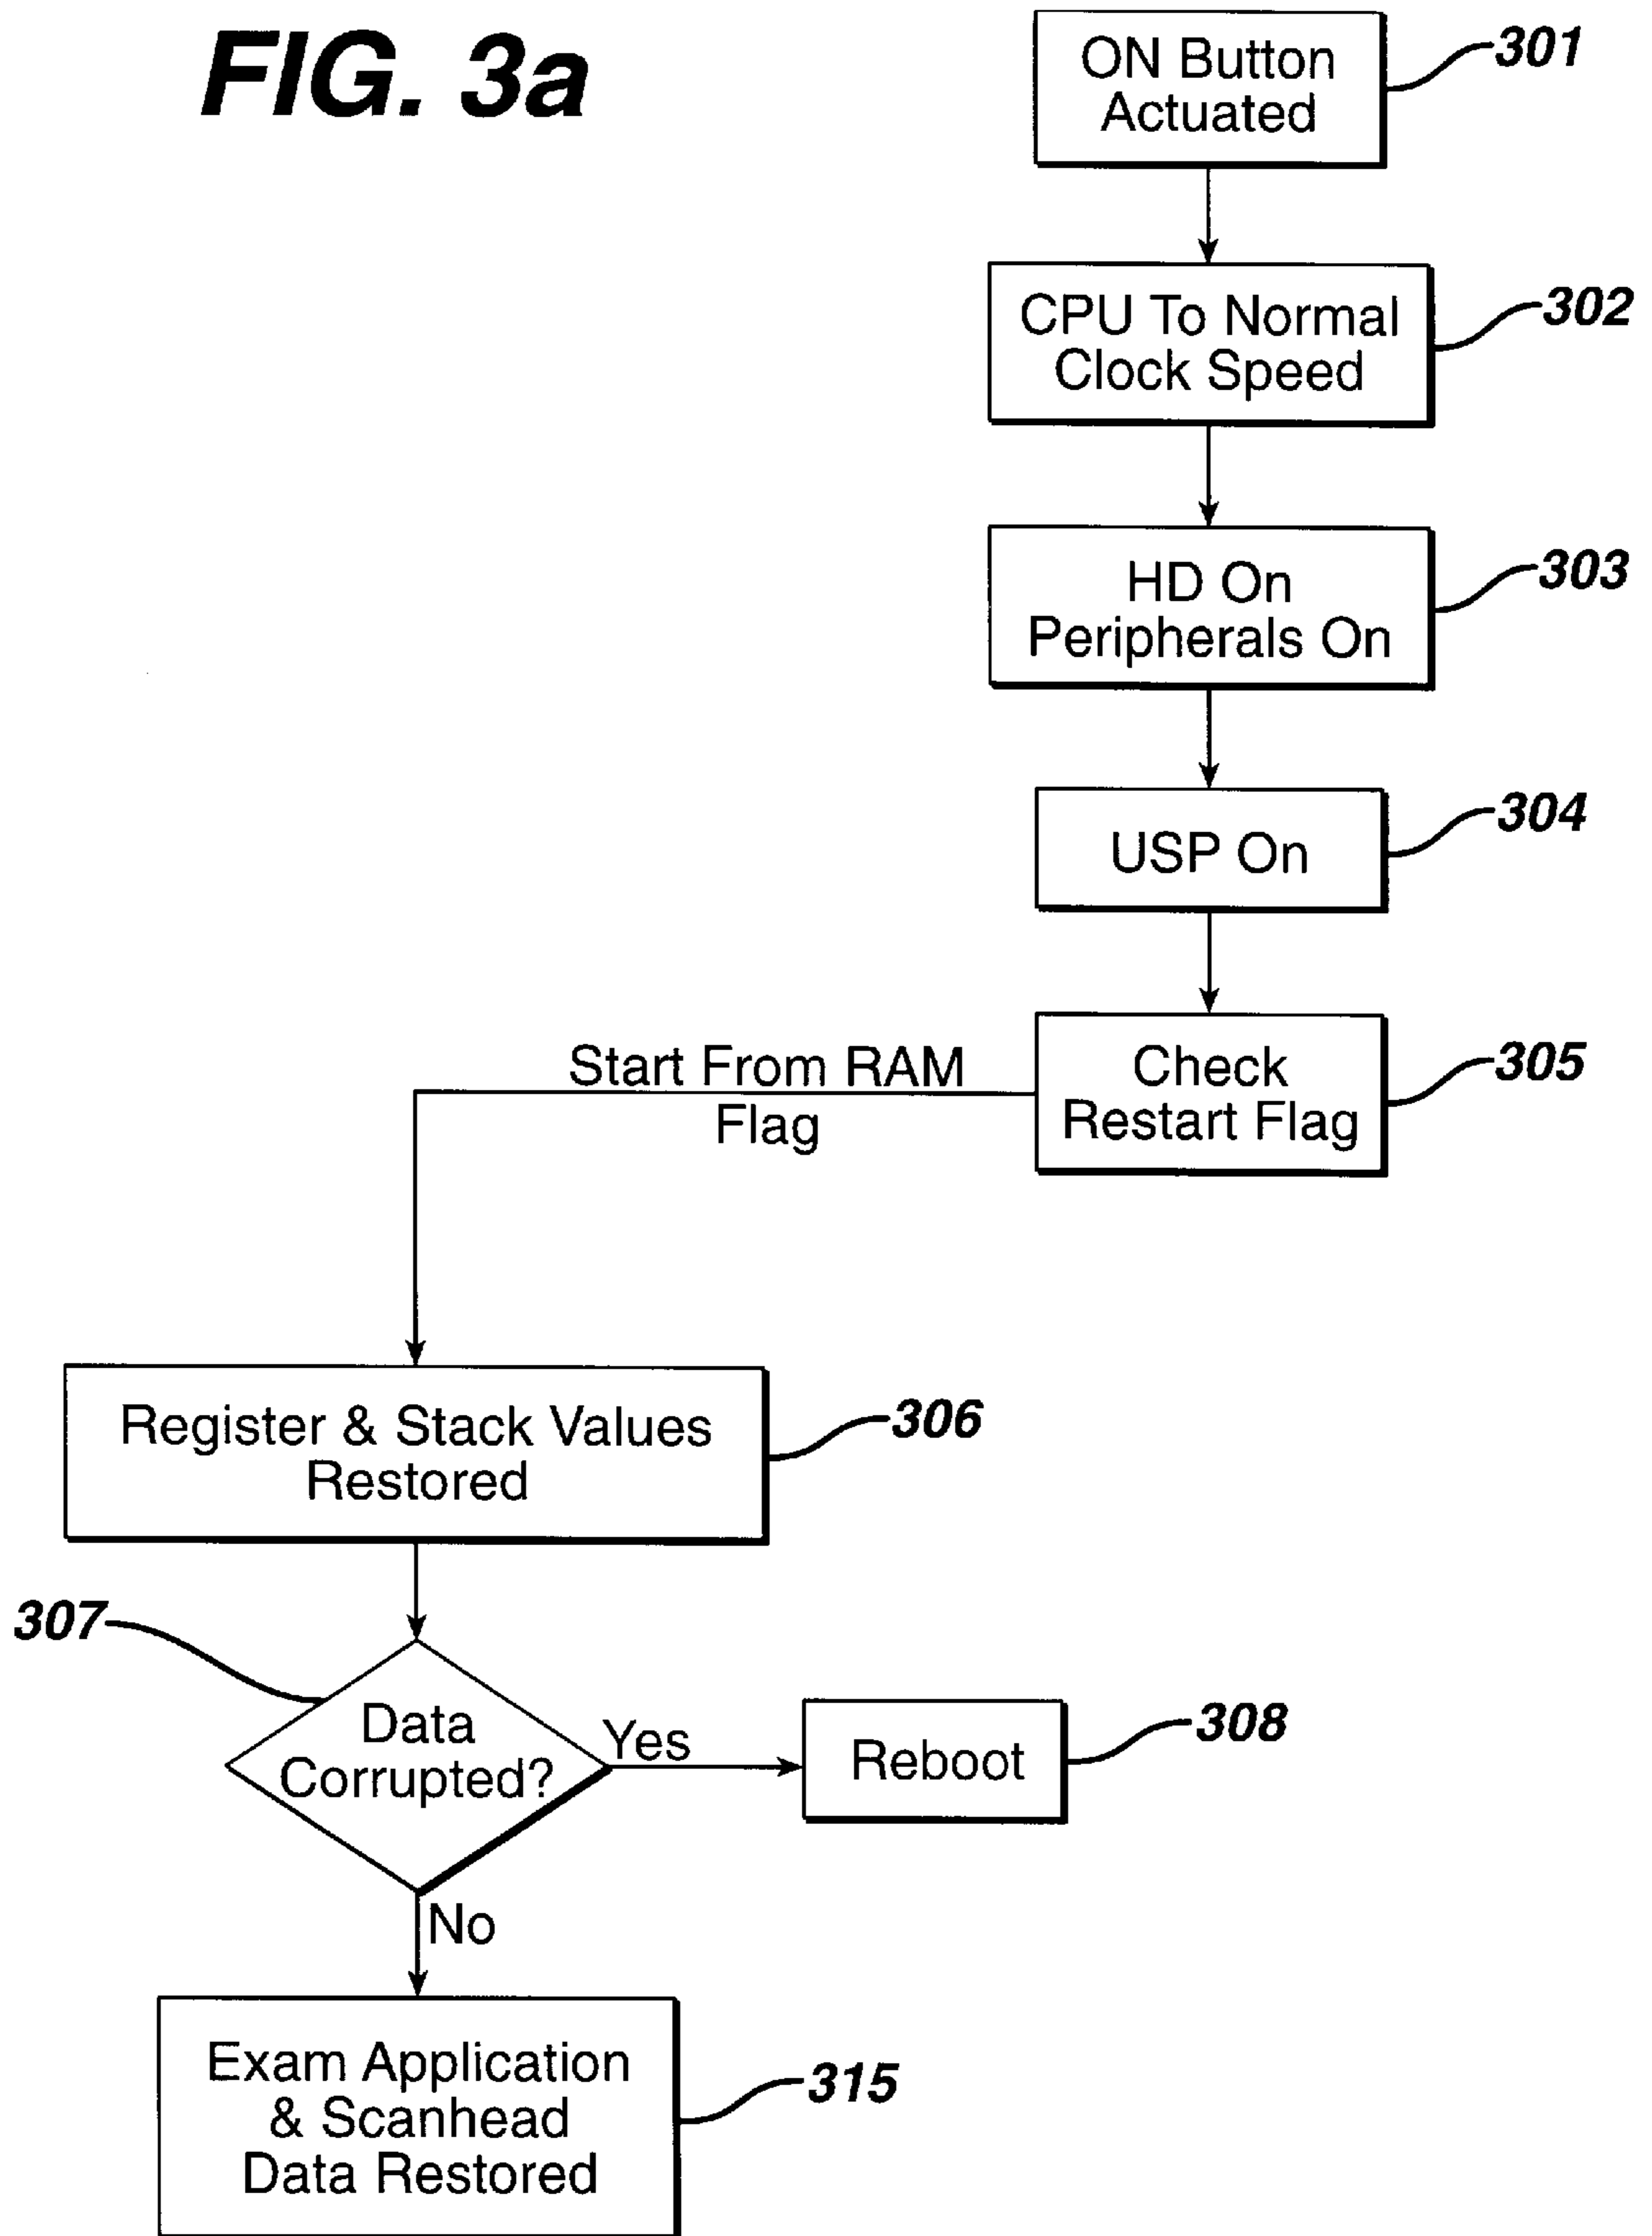 FIG. 3a
ON Button
Actuated
301
CPU To Normal
Clock Speed
302
HD On
Peripherals On
303
USP On
304
Check
Restart Flag
305
Start From RAM
Flag
Register & Stack Values
Restored
306
307
Data
Corrupted?
Yes
Reboot
308
No
Exam Application
& Scanhead
Data Restored
315